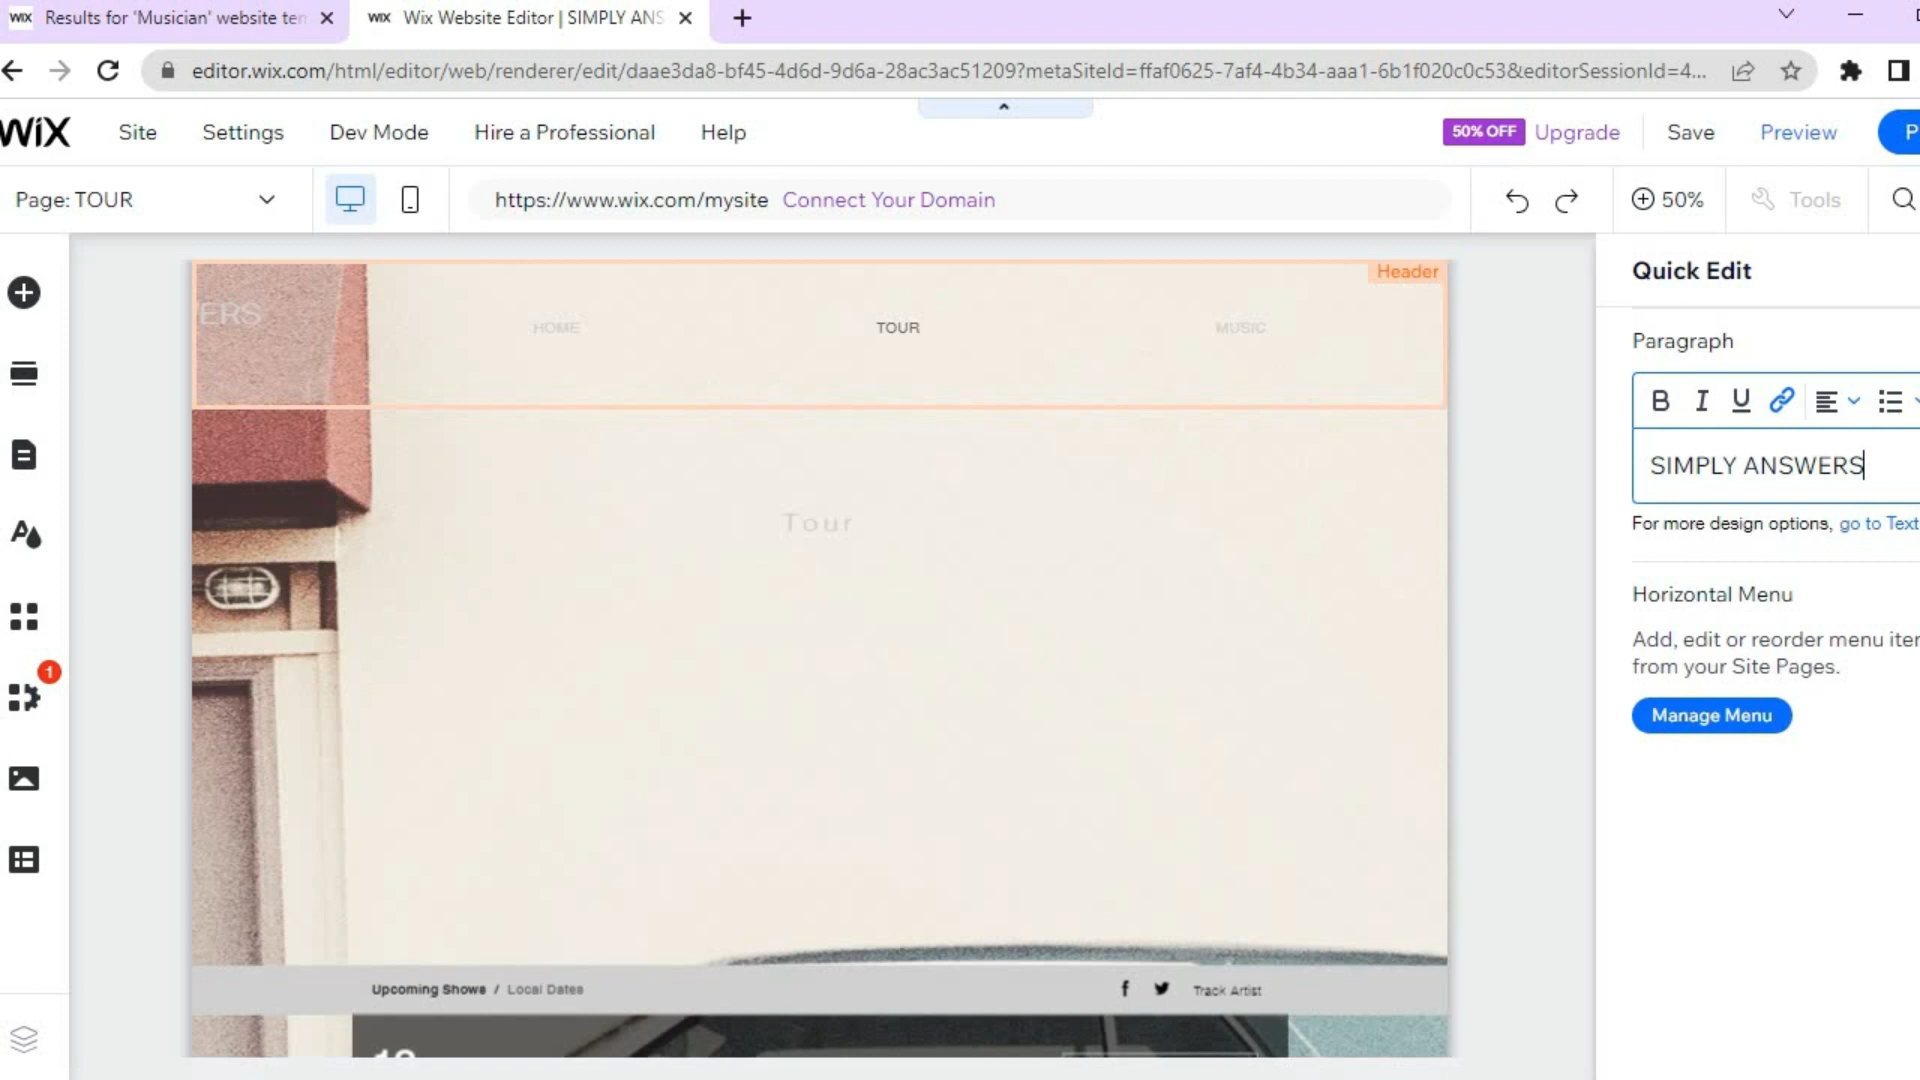 WIX Results for 'Musician' website ten
WIX Wix Website Editor | SIMPLY ANS
editor.wix.com/html/editor/web/renderer/edit/daae3da8-bf45-4d6d-9d6a-28ac3ac51209?metaSiteId=ffaf0625-7af4-4b34-aaa1-6b1f020c0c53&editorSessionId=4...
WiX Site Settings Dev Mode Hire a Professional Help 50% OFF Upgrade Save Preview P
Page: TOUR https://www.wix.com/mysite Connect Your Domain 50% Tools
Header
ERS
HOME TOUR MUSIC
Tour
Upcoming Shows / Local Dates Track Artist
Quick Edit
Paragraph
B I U
SIMPLY ANSWERS
For more design options, go to Text
Horizontal Menu
Add, edit or reorder menu iter
from your Site Pages.
Manage Menu
1